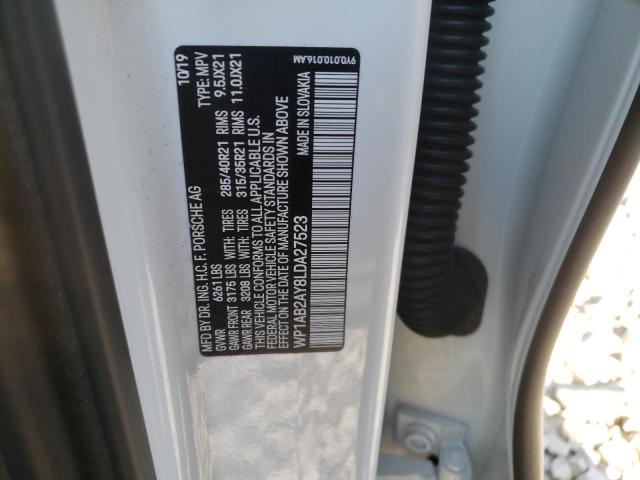 MFD BY DR. ING. H.C. F. PORSCHE AG 10/19
GVWR 6261 LBS TYPE: MPV
GAWR FRONT 3175 LBS WITH: TIRES 285/40R21 RIMS 9.5JX21
GAWR REAR 3208 LBS WITH: TIRES 315/35R21 RIMS 11.0JX21
THIS VEHICLE CONFORMS TO ALL APPLICABLE U.S.
FEDERAL MOTOR VEHICLE SAFETY STANDARDS IN
EFFECT ON THE DATE OF MANUFACTURE SHOWN ABOVE
WP1AB2AY8LDA27523 MADE IN SLOVAKIA
9Y0.010.016.AM